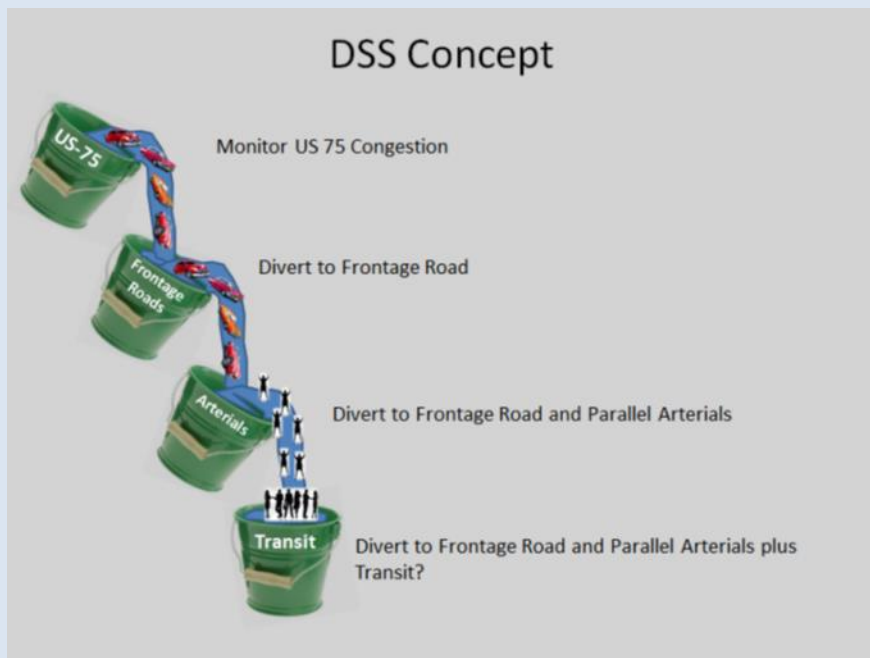 DSS Concept
US-75
Monitor US 75 Congestion
Frontage
Roads
Divert to Frontage Road
Arterials
Divert to Frontage Road and Parallel Arterials
Transit
Divert to Frontage Road and Parallel Arterials plus
Transit?